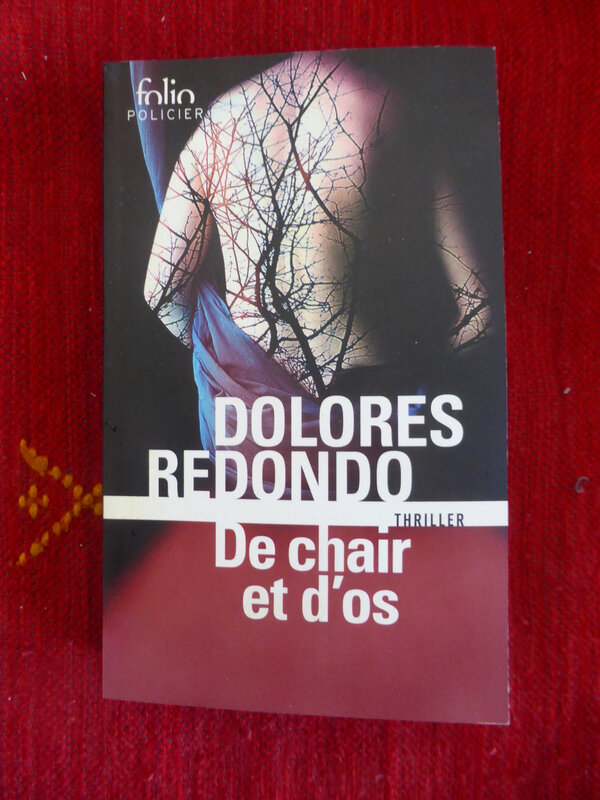 folio
POLICIER
DOLORES
REDONDO
THRILLER
De chair
et d'os